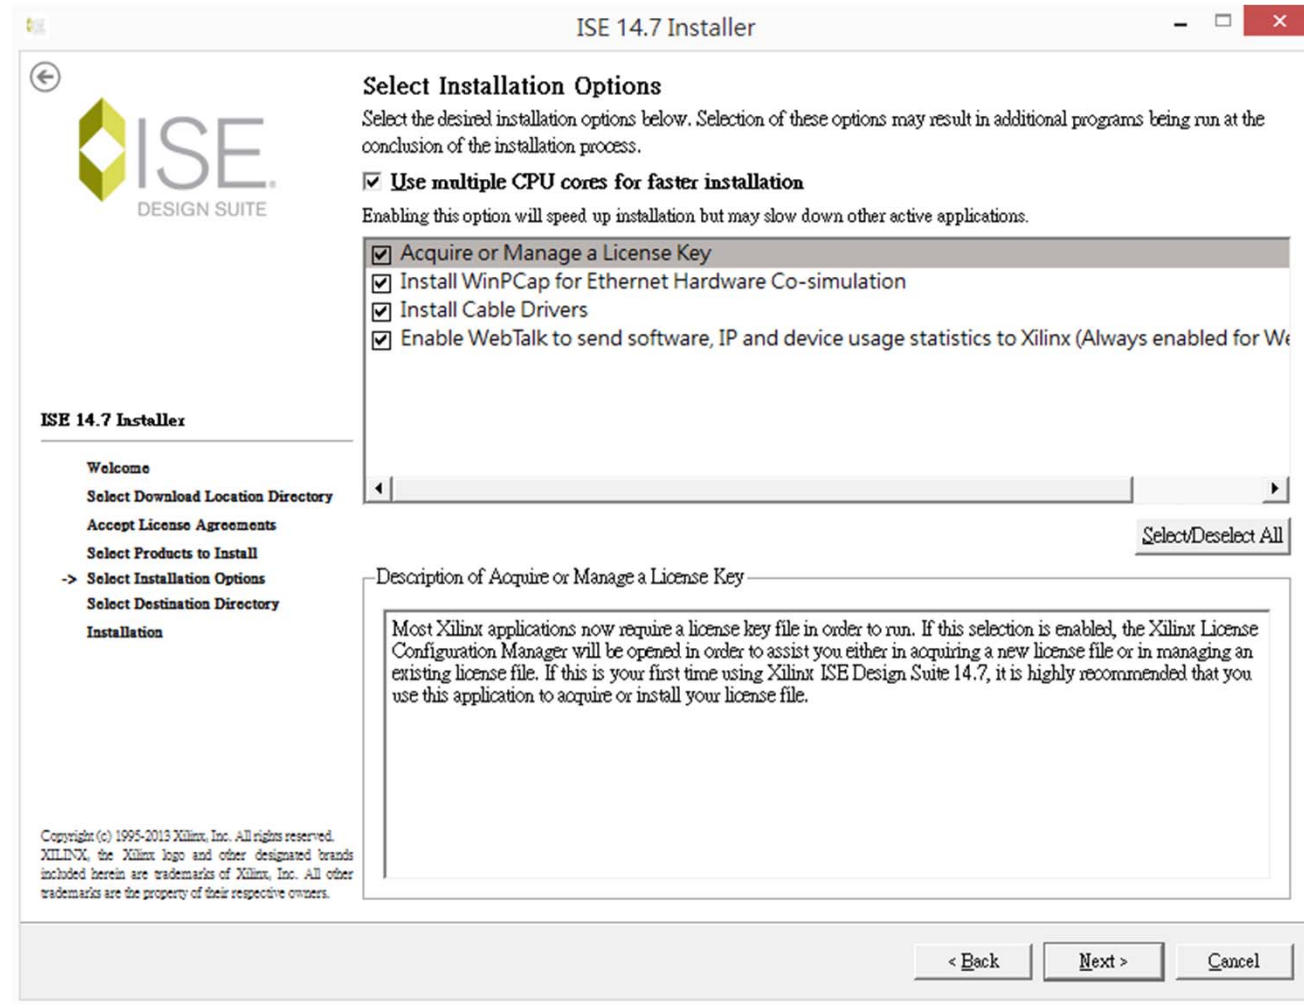 ISE 14.7 Installer
ISE.
DESIGN SUITE
Select Installation Options
Select the desired installation options below. Selection of these options may result in additional programs being run at the
conclusion of the installation process.
Use multiple CPU cores for faster installation
Enabling this option will speed up installation but may slow down other active applications.
Acquire or Manage a License Key
Install WinPCap for Ethernet Hardware Co-simulation
Install Cable Drivers
Enable WebTalk to send software, IP and device usage statistics to Xilinx (Always enabled for We
Select/Deselect All
ISE 14.7 Installer
Welcome
Select Download Location Directory
Accept License Agreements
Select Products to Install
-> Select Installation Options
Select Destination Directory
Installation
Description of Acquire or Manage a License Key
Most Xilinx applications now require a license key file in order to run. If this selection is enabled, the Xilinx License
Configuration Manager will be opened in order to assist you either in acquiring a new license file or in managing an
existing license file. If this is your first time using Xilinx ISE Design Suite 14.7, it is highly recommended that you
use this application to acquire or install your license file.
Copyright (c) 1995-2013 Xilinx, Inc. All rights reserved.
XILINX, the Xilinx logo and other designated brands
included herein are trademarks of Xilinx, Inc. All other
trademarks are the property of their respective owners.
< Back
Next >
Cancel